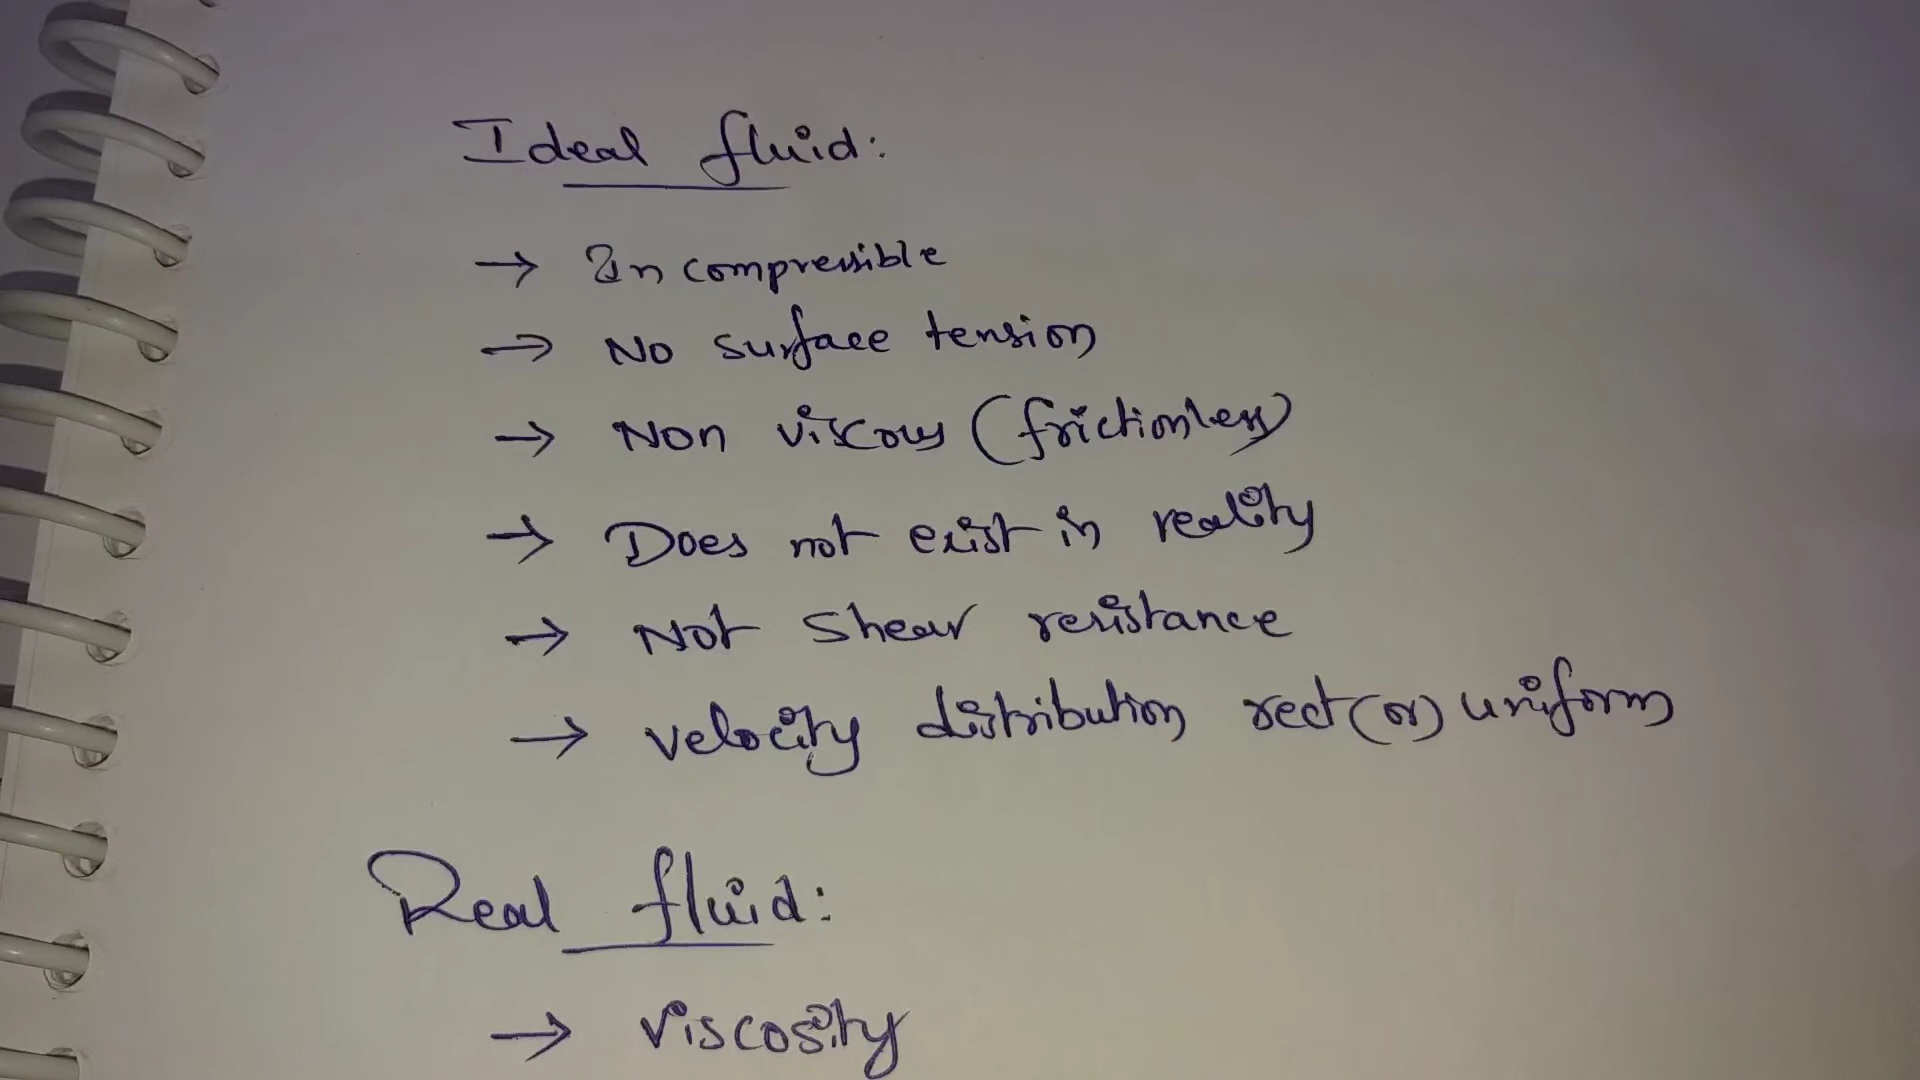 Ideal fluid:
→ Incompressible
→ No surface tension
→ Non viscous (frictionless)
→ Does not exist in reality
→ Not shear resistance
→ velocity distribution rect (or) uniform
Real fluid:
→ viscosity